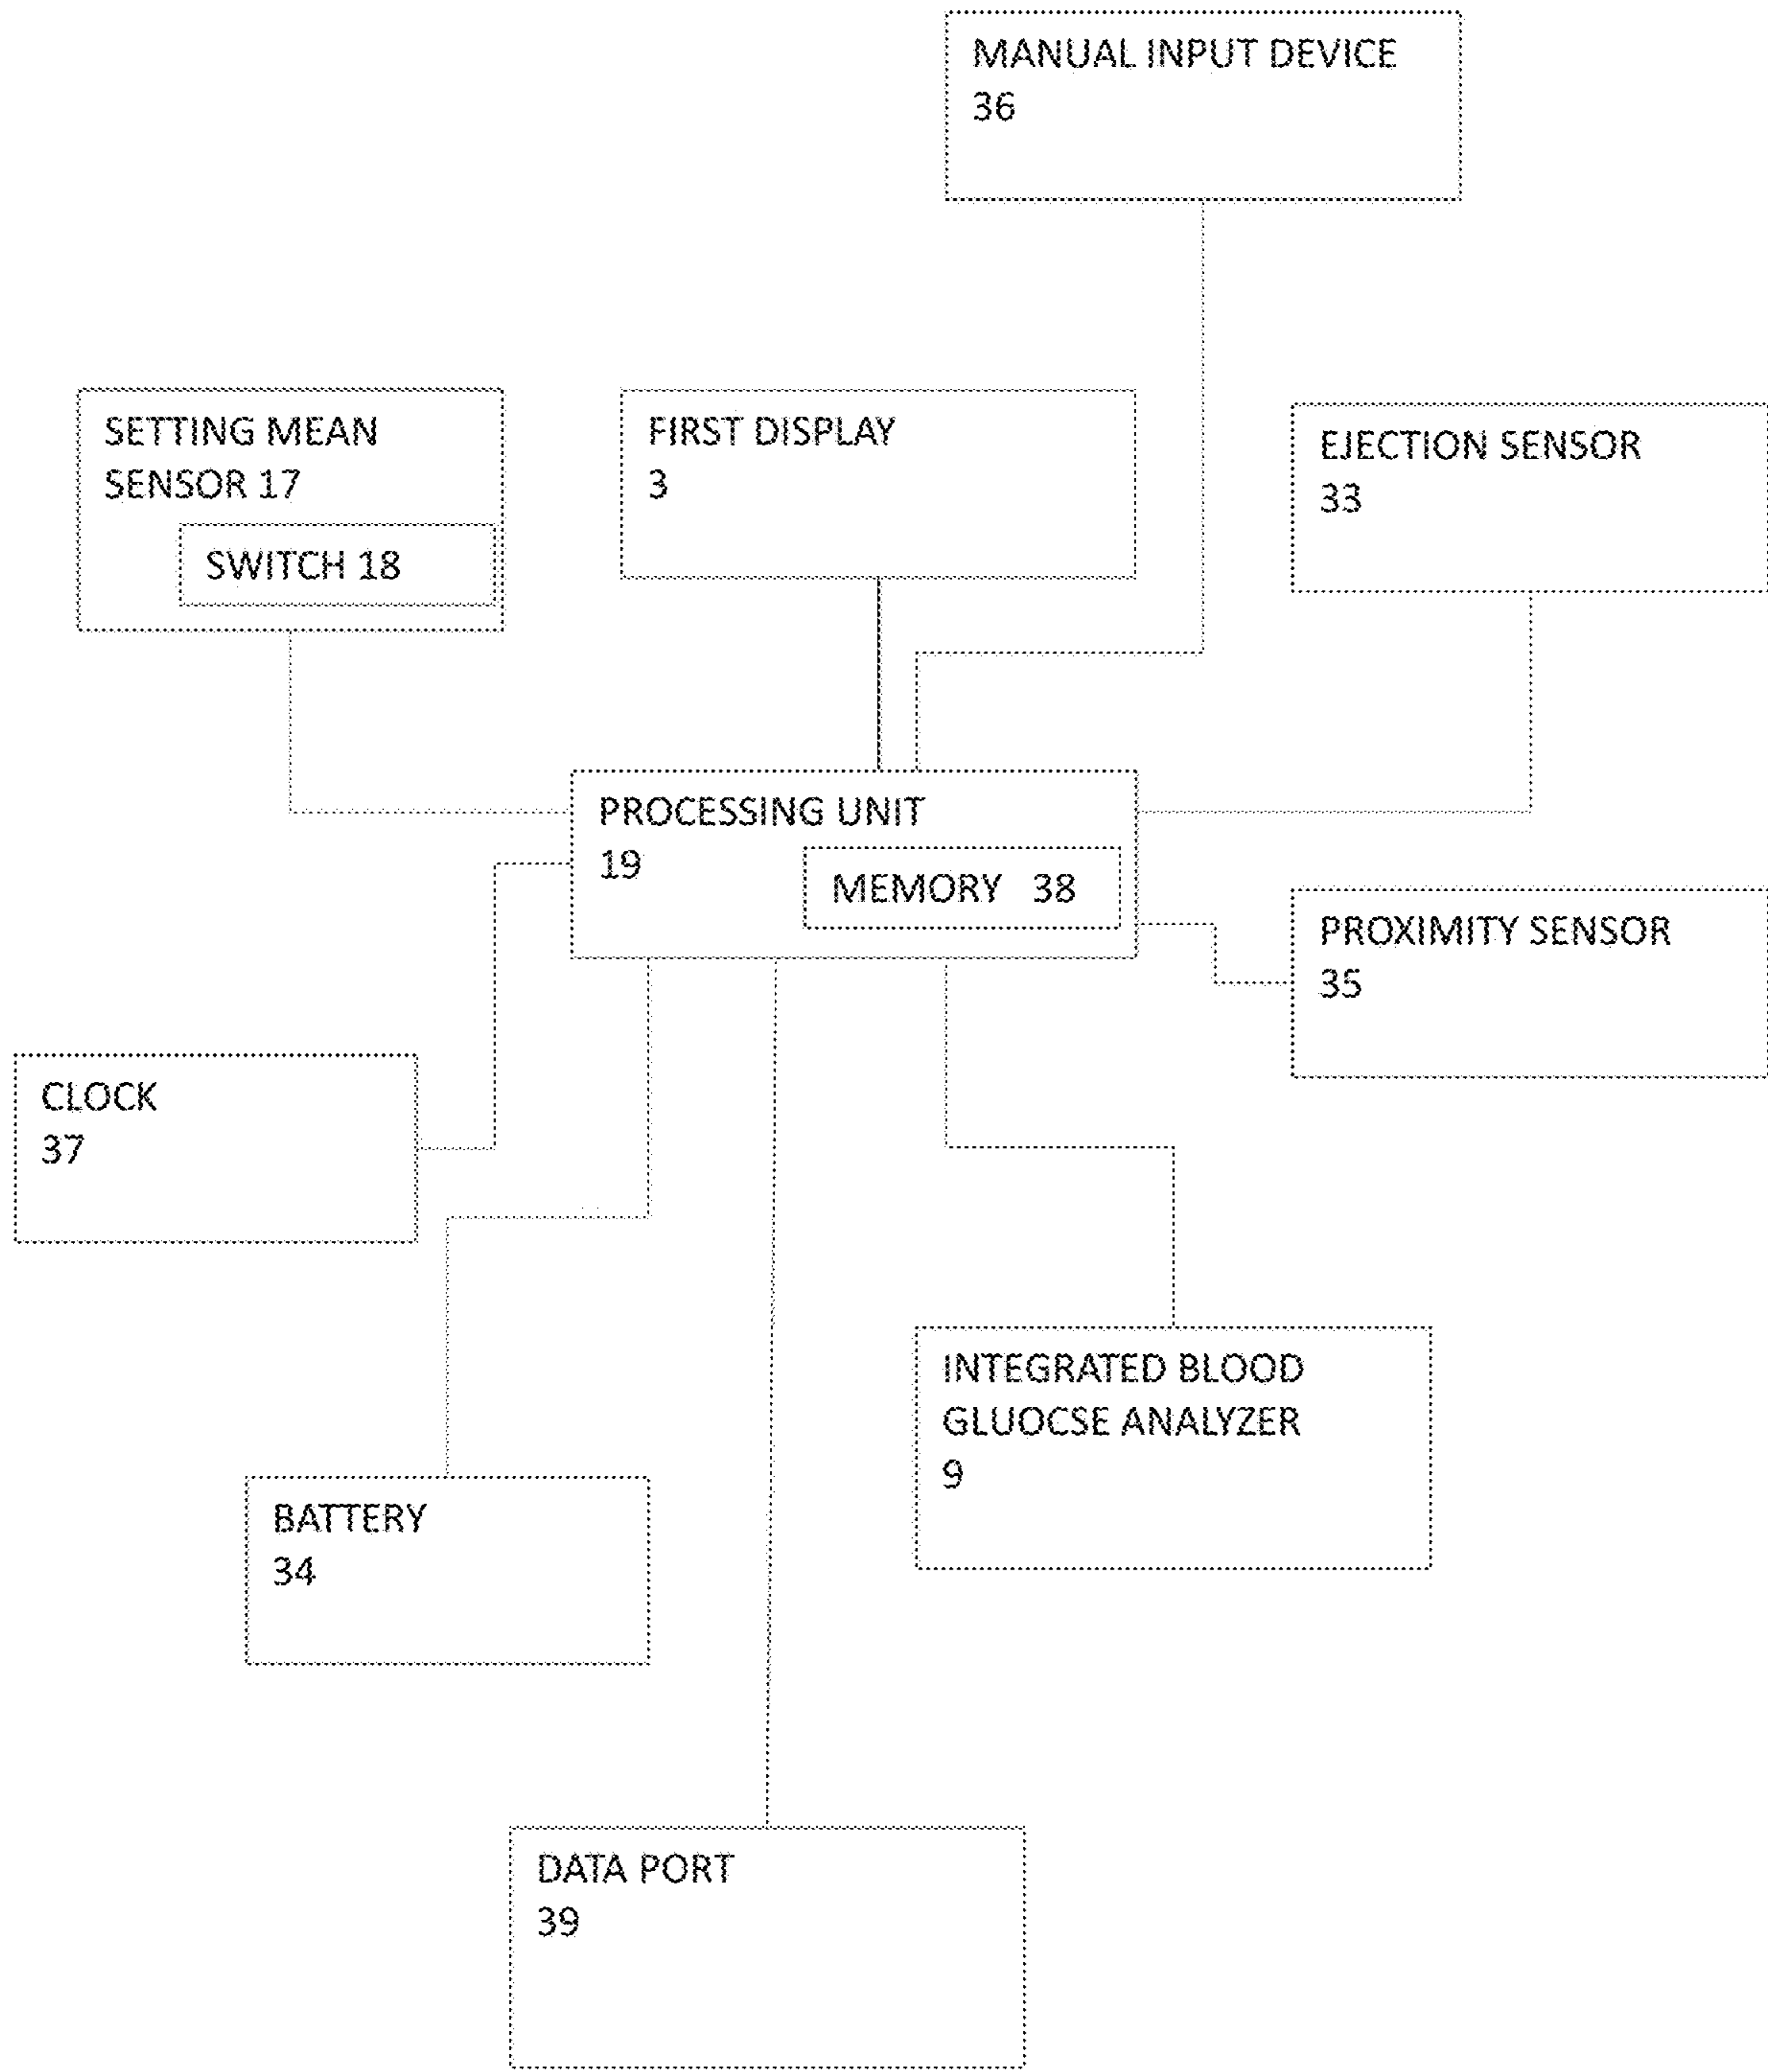 MANUAL INPUT DEVICE
36
SETTING MEAN
SENSOR 17
SWITCH 18
FIRST DISPLAY
3
EJECTION SENSOR
33
PROCESSING UNIT
19
MEMORY 38
PROXIMITY SENSOR
35
CLOCK
37
INTEGRATED BLOOD
GLUOCSE ANALYZER
9
BATTERY
34
DATA PORT
39